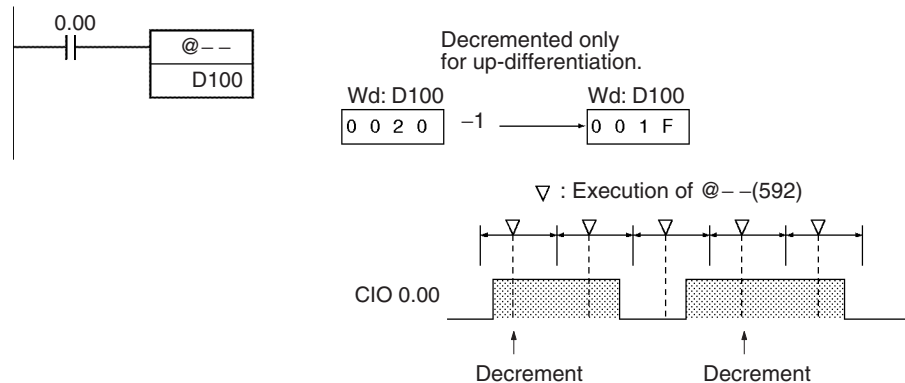 0.00
@– –
D100
Decremented only
for up-differentiation.
Wd: D100
Wd: D100
0 0 2 0
–1
0 0 1 F
▽ : Execution of @– –(592)
CIO 0.00
Decrement
Decrement